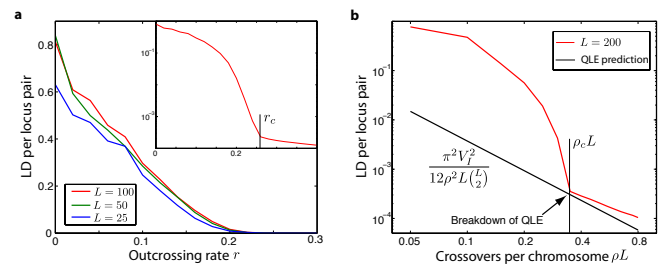 a
LD per locus pair
0.8
0.6
0.4
0.2
0
0
0.1
0.2
0.3
Outcrossing rate r
L = 100
L = 50
L = 25
10⁻¹
10⁻³
0.2
r_c
b
LD per locus pair
10⁻¹
10⁻²
10⁻³
10⁻⁴
0.05
0.1
0.2
0.4
0.8
Crossovers per chromosome ρL
L = 200
QLE prediction
ρ_cL
π²V_I²
12ρ²L(L 2)
Breakdown of QLE